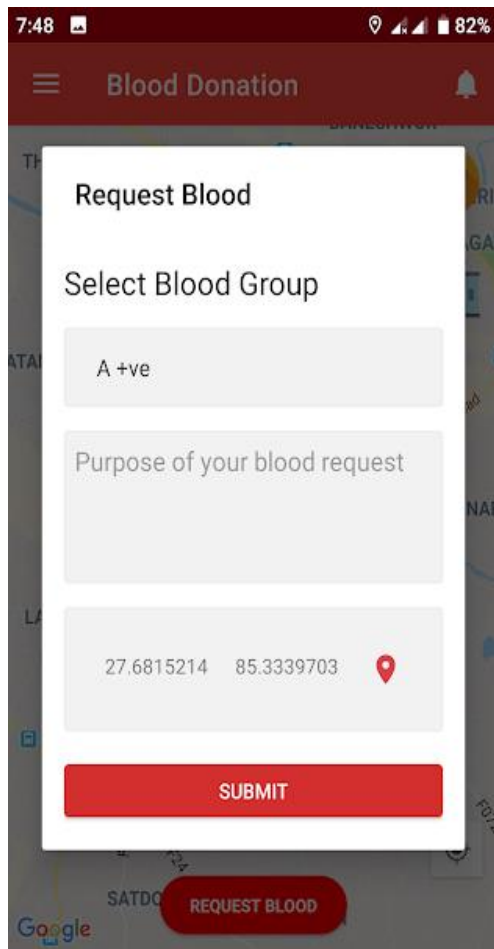 7:48
82%
Blood Donation
Request Blood
Select Blood Group
A +ve
Purpose of your blood request
27.6815214 85.3339703
SUBMIT
REQUEST BLOOD
Google